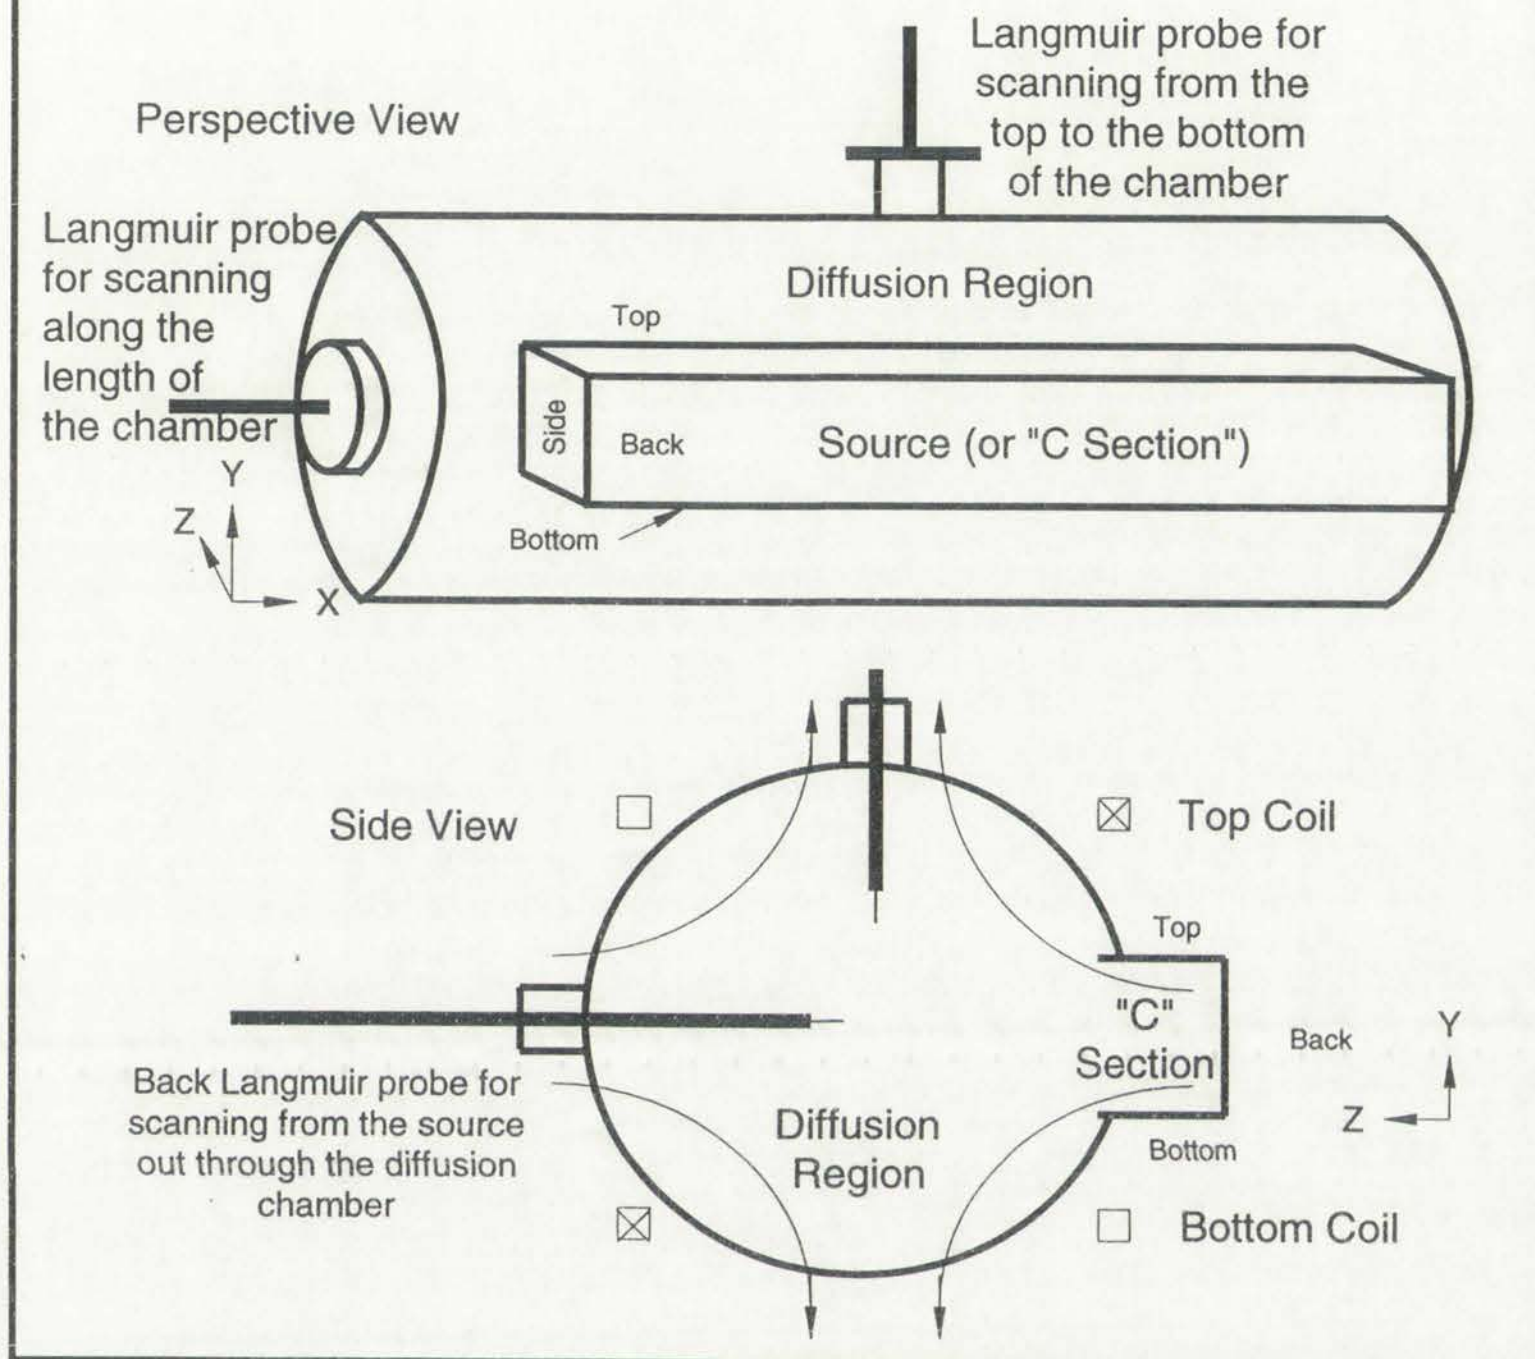 Perspective View
Langmuir probe for
scanning from the
top to the bottom
of the chamber
Langmuir probe
for scanning
along the
length of
the chamber
Diffusion Region
Top
Side
Back
Source (or "C Section")
Bottom
Y
Z
X
Side View
Top Coil
Top
"C"
Section
Back
Y
Z
Back Langmuir probe for
scanning from the source
out through the diffusion
chamber
Diffusion
Region
Bottom
Bottom Coil